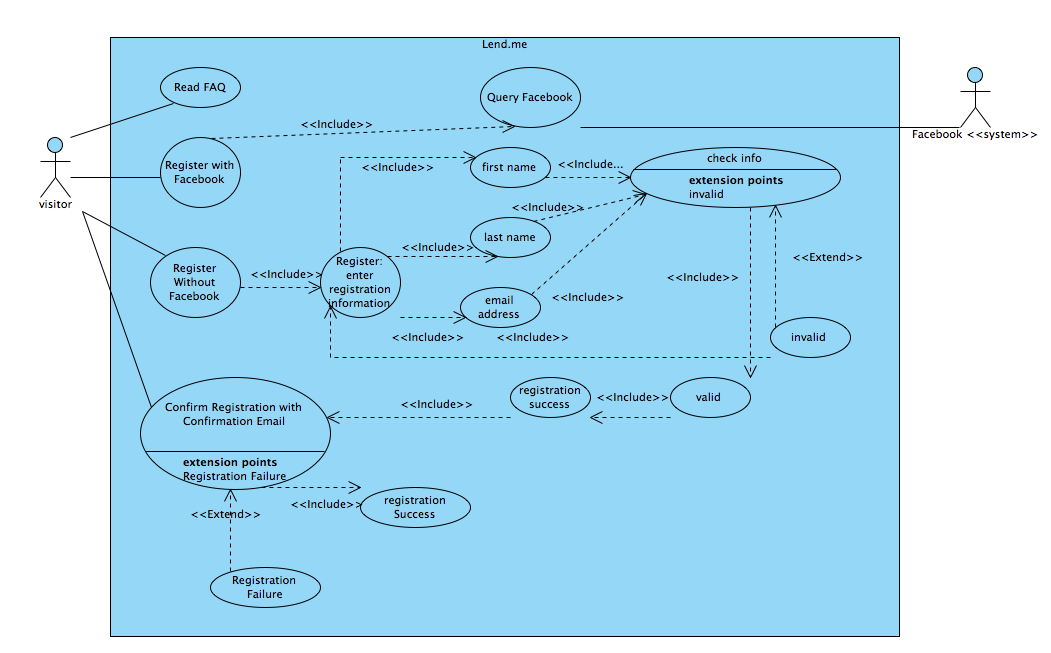 Lend.me
Read FAQ
Query Facebook
<<Include>>
Facebook <<system>>
Register with
Facebook
<<Include>>
first name
<<Include...
check info
extension points
invalid
visitor
<<Include>>
last name
<<Include>>
Register:
enter
registration
information
<<Extend>>
Register
Without
Facebook
<<Include>>
<<Include>>
email
address
<<Include>>
<<Include>>
<<Include>>
invalid
registration
success
<<Include>>
valid
<<Include>>
Confirm Registration with
Confirmation Email
extension points
Registration Failure
<<Include>>
registration
Success
<<Extend>>
Registration
Failure